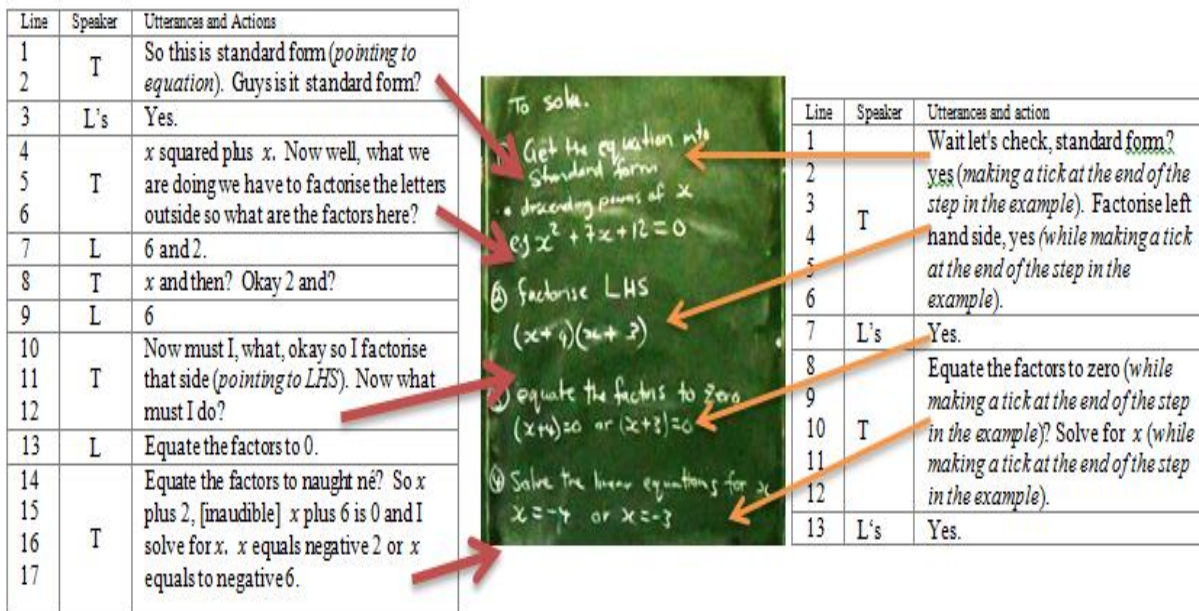 Line Speaker Utterances and Actions
1 So this is standard form (pointing to
2 T equation). Guys is it standard form?
3 L's Yes.
4 x squared plus x. Now well, what we
5 T are doing we have to factorise the letters
6 outside so what are the factors here?
7 L 6 and 2.
8 T x and then? Okay 2 and?
9 L 6
10 Now must I, what, okay so I factorise
11 T that side (pointing to LHS). Now what
12 must I do?
13 L Equate the factors to 0.
14 Equate the factors to naught né? So x
15 plus 2, [inaudible] x plus 6 is 0 and I
16 T solve for x. x equals negative 2 or x
17 equals to negative 6.
To solve.
Get the equation into
Standard form
• descending powers of x
eg x² + 7x + 12 = 0
② factorise LHS
(x+4)(x+3)
③ equate the factors to zero
(x+4)=0 or (x+3)=0
④ Solve the linear equations for x
x = -4 or x = -3
Line Speaker Utterances and action
1 Wait let's check, standard form?
2 yes (making a tick at the end of the
3 step in the example). Factorise left
4 T hand side, yes (while making a tick
5 at the end of the step in the
6 example).
7 L's Yes.
8 Equate the factors to zero (while
9 making a tick at the end of the step
10 T in the example)? Solve for x (while
11 making a tick at the end of the step
12 in the example).
13 L's Yes.